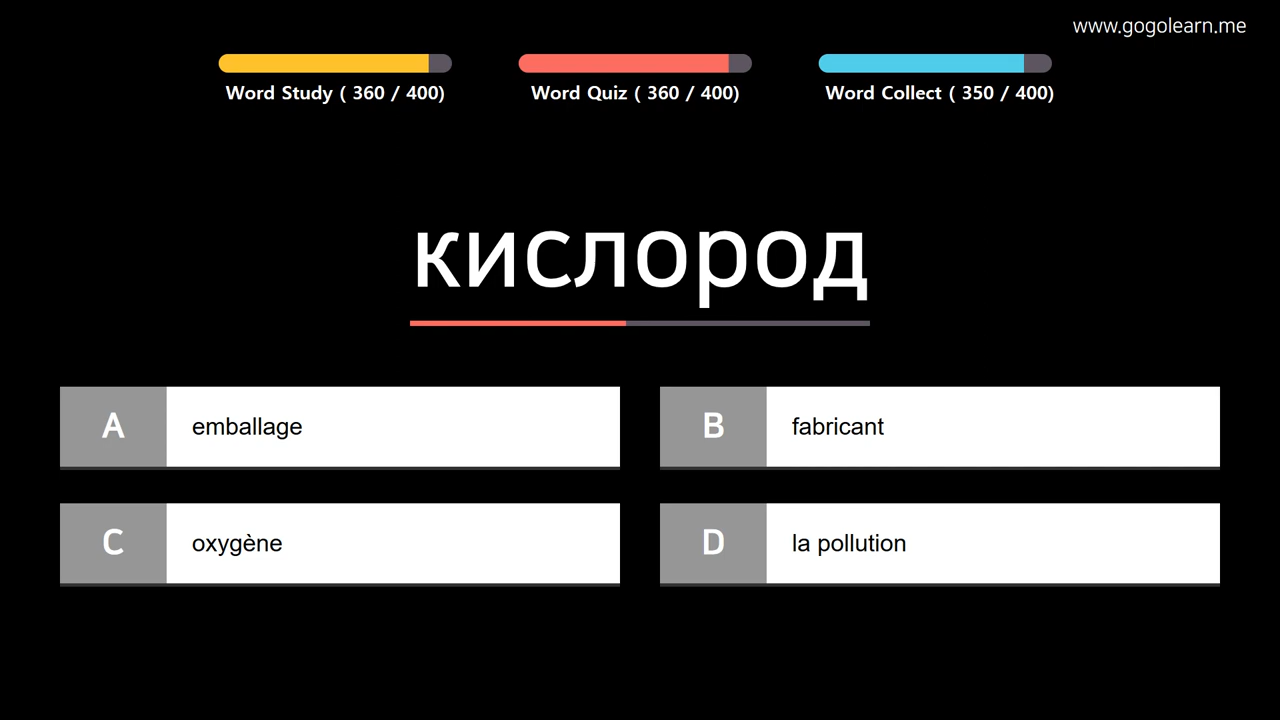 www.gogolearn.me
Word Study ( 360 / 400)
Word Quiz ( 360 / 400)
Word Collect ( 350 / 400)
кислород
A
emballage
B
fabricant
C
oxygène
D
la pollution